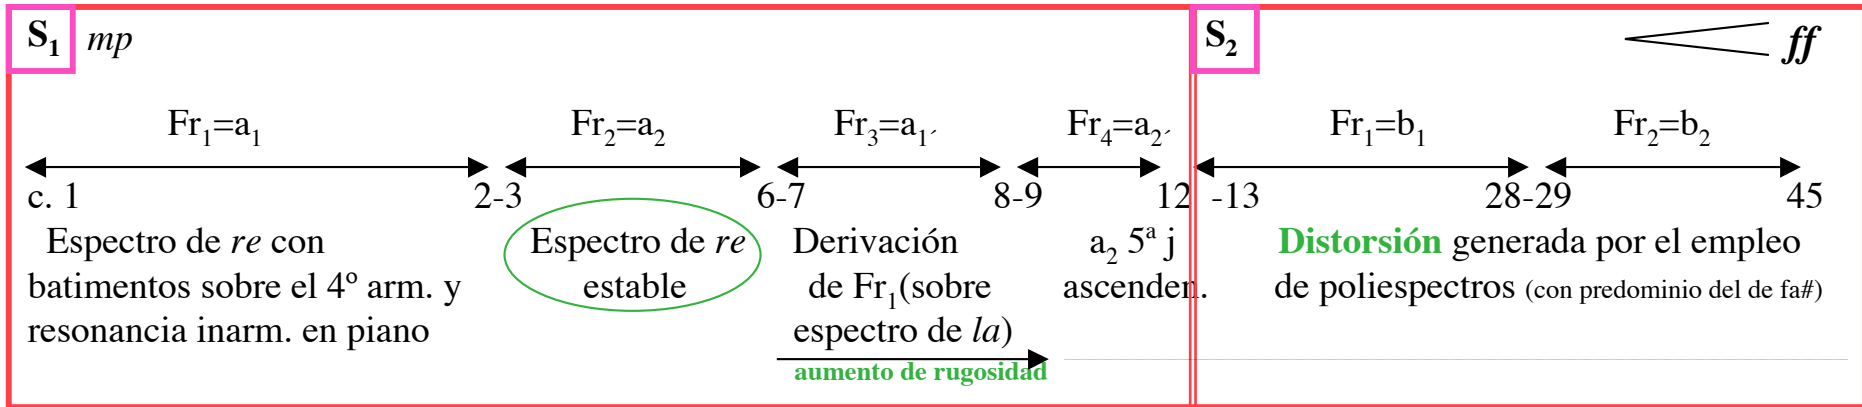 S₁ mp S₂ ff
Fr₁=a₁ Fr₂=a₂ Fr₃=a₁´ Fr₄=a₂´ Fr₁=b₁ Fr₂=b₂
c. 1 2-3 6-7 8-9 12 -13 28-29 45
Espectro de re con
batimentos sobre el 4º arm. y
resonancia inarm. en piano
Espectro de re
estable
Derivación
de Fr₁(sobre
espectro de la)
aumento de rugosidad
a₂ 5ª j
ascenden.
Distorsión generada por el empleo
de poliespectros (con predominio del de fa#)